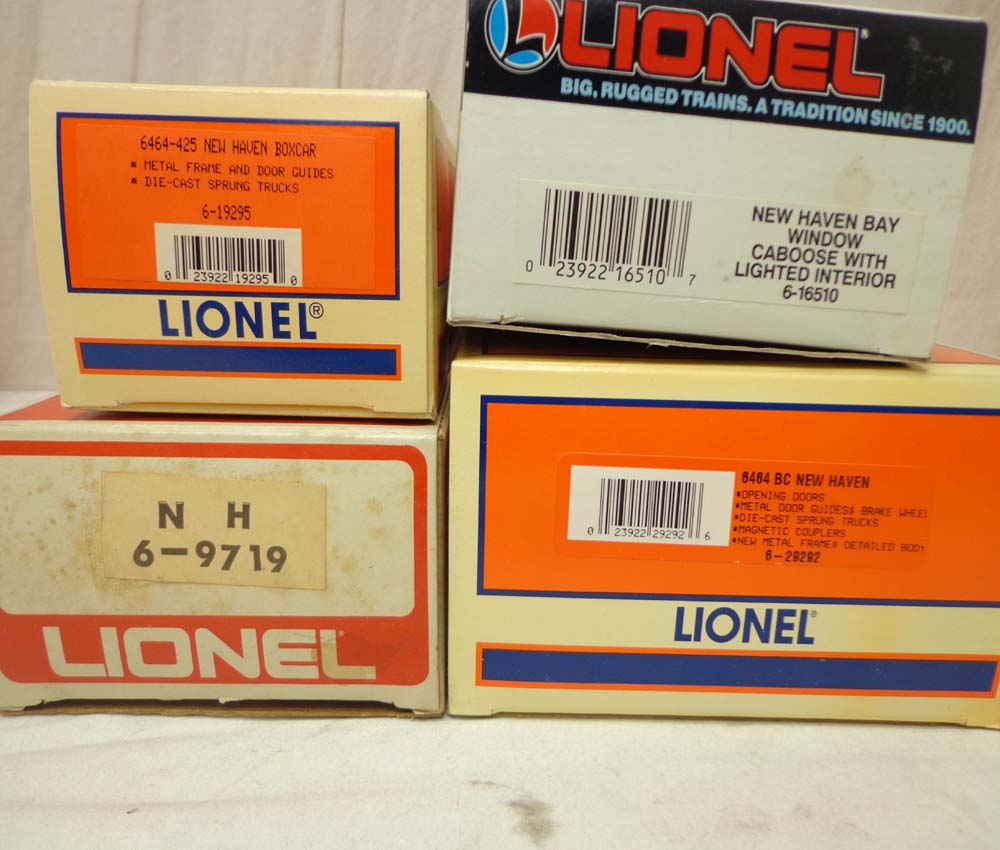 6464-425 NEW HAVEN BOXCAR
* METAL FRAME AND DOOR GUIDES
* DIE-CAST SPRUNG TRUCKS
6-19295
0 23922 19295 0
LIONEL®
LIONEL®
BIG, RUGGED TRAINS. A TRADITION SINCE 1900.
0 23922 16510 7
NEW HAVEN BAY
WINDOW
CABOOSE WITH
LIGHTED INTERIOR
6-16510
N H
6-9719
LIONEL
6464 BC NEW HAVEN
*OPENING DOORS
*METAL DOOR GUIDES& BRAKE WHEEL
*DIE-CAST SPRUNG TRUCKS
*MAGNETIC COUPLERS
*NEW METAL FRAME& DETAILED BODY
6-29292
0 23922 29292 6
LIONEL®